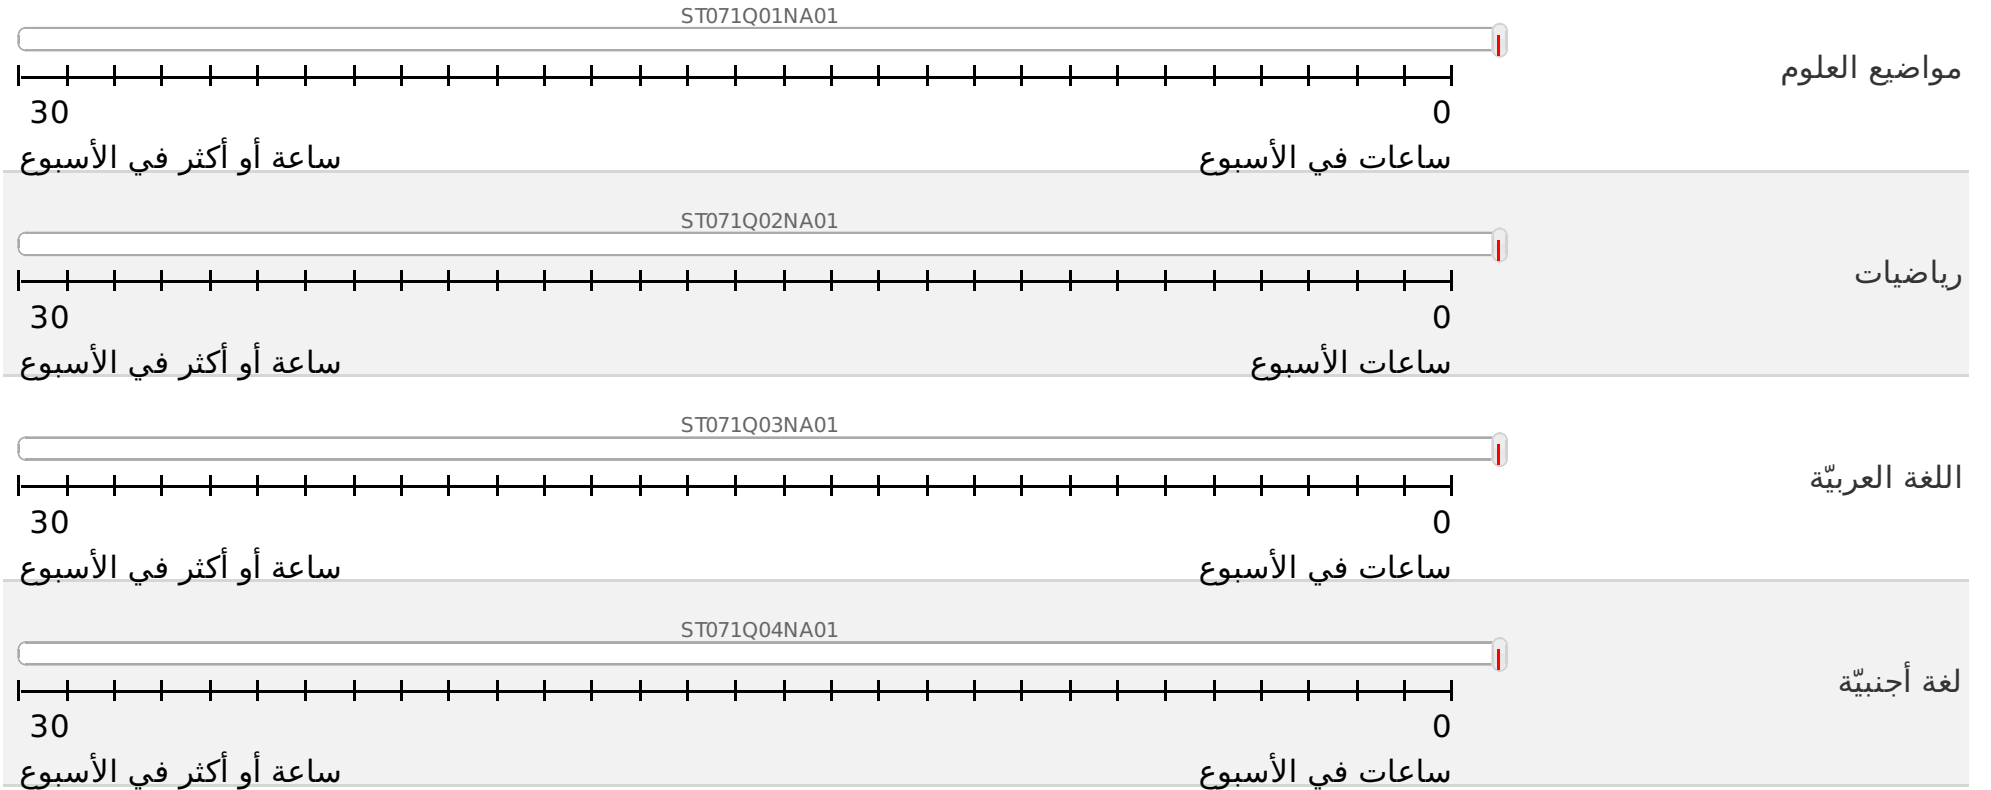 ST071Q01NA01
مواضيع العلوم
0
30
ساعات في الأسبوع
ساعة أو أكثر في الأسبوع
ST071Q02NA01
رياضيات
0
30
ساعات الأسبوع
ساعة أو أكثر في الأسبوع
ST071Q03NA01
اللغة العربيّة
0
30
ساعات في الأسبوع
ساعة أو أكثر في الأسبوع
ST071Q04NA01
لغة أجنبيّة
0
30
ساعات في الأسبوع
ساعة أو أكثر في الأسبوع